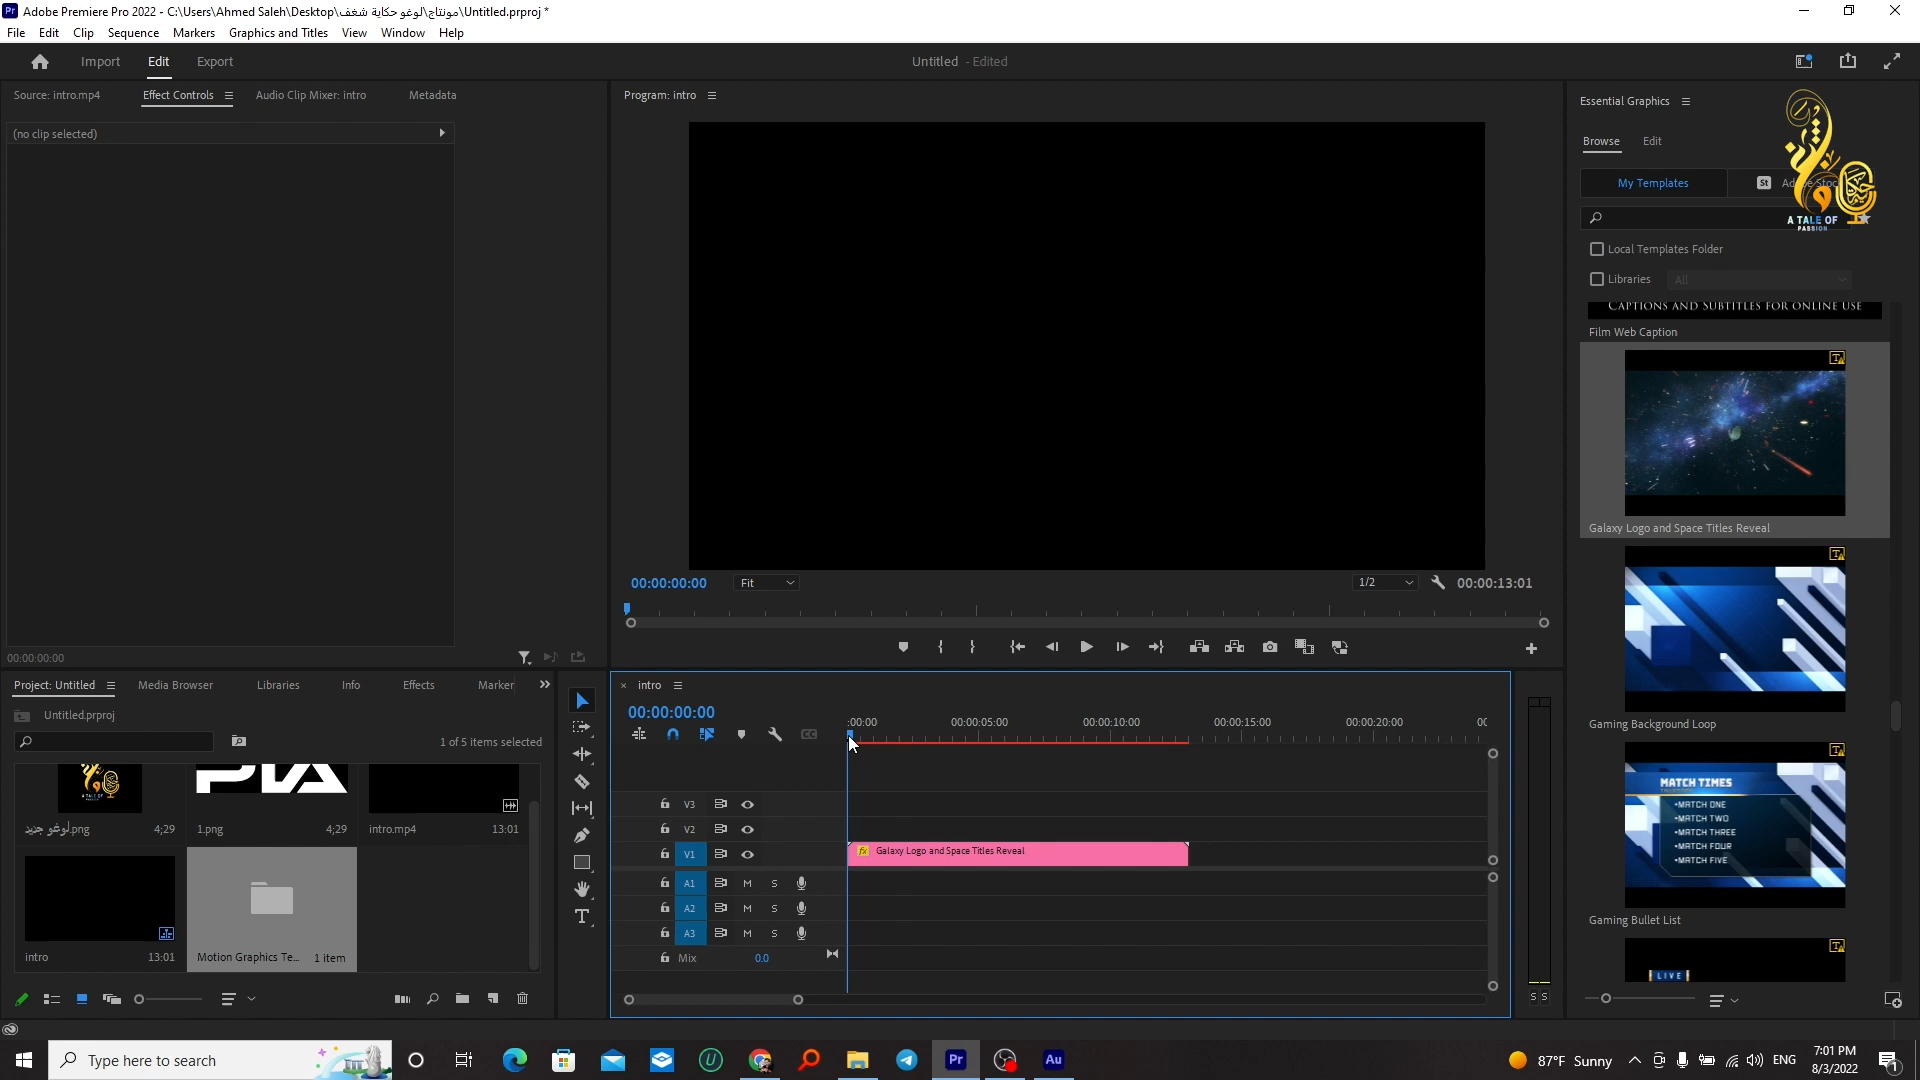 Pr Adobe Premiere Pro 2022 - C:\Users\Ahmed Saleh\Desktop\مونتاج\لوغو حكاية شغف\Untitled.prproj *
File Edit Clip Sequence Markers Graphics and Titles View Window Help
Import Edit Export
Untitled - Edited
Source: intro.mp4 Effect Controls Audio Clip Mixer: intro Metadata
(no clip selected)
00:00:00:00
Program: intro
00:00:00:00 Fit 1/2 00:00:13:01
Essential Graphics
Browse Edit
My Templates St Adobe Stock
A TALE OF
PASSION
Local Templates Folder
Libraries All
CAPTIONS AND SUBTITLES FOR ONLINE USE
Film Web Caption
Galaxy Logo and Space Titles Reveal
Gaming Background Loop
MATCH TIMES
•MATCH ONE
•MATCH TWO
•MATCH THREE
•MATCH FOUR
•MATCH FIVE
Gaming Bullet List
LIVE
Project: Untitled Media Browser Libraries Info Effects Marker
Untitled.prproj
1 of 5 items selected
A TALE OF
لوغو جديد.png 4;29
1.png 4;29
intro.mp4 13:01
intro 13:01
Motion Graphics Te... 1 item
intro
00:00:00:00
:00:00 00:00:05:00 00:00:10:00 00:00:15:00 00:00:20:00 00
V3
V2
V1 fx Galaxy Logo and Space Titles Reveal
A1 M S
A2 M S
A3 M S
Mix 0.0
S S
Type here to search
Pr Au
87°F Sunny
ENG
7:01 PM
8/3/2022
1